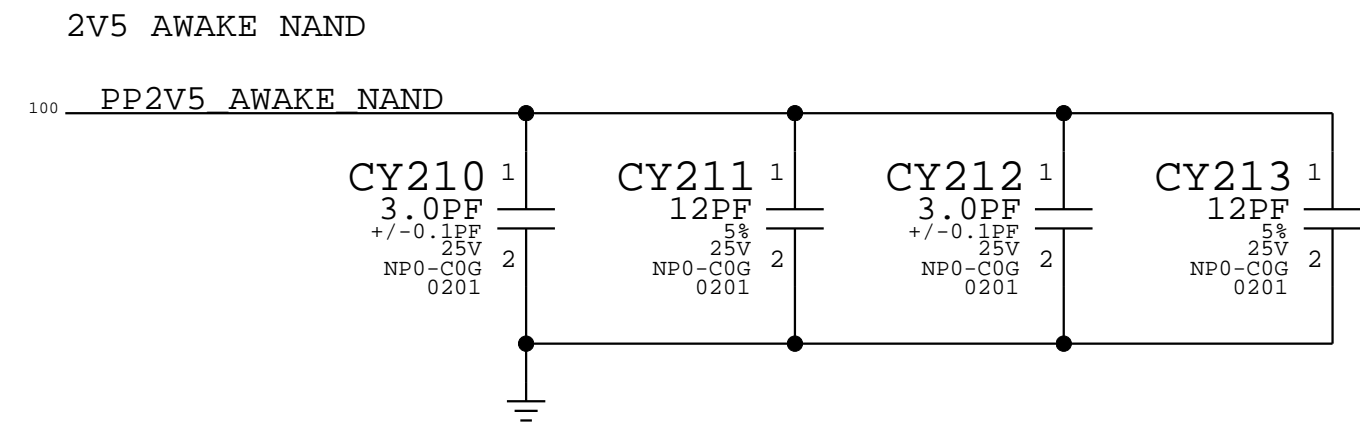 2V5 AWAKE NAND
100 PP2V5_AWAKE_NAND
CY210 1
3.0PF
+/-0.1PF
25V
NP0-C0G 2
0201
CY211 1
12PF
5%
25V
NP0-C0G 2
0201
CY212 1
3.0PF
+/-0.1PF
25V
NP0-C0G 2
0201
CY213 1
12PF
5%
25V
NP0-C0G 2
0201